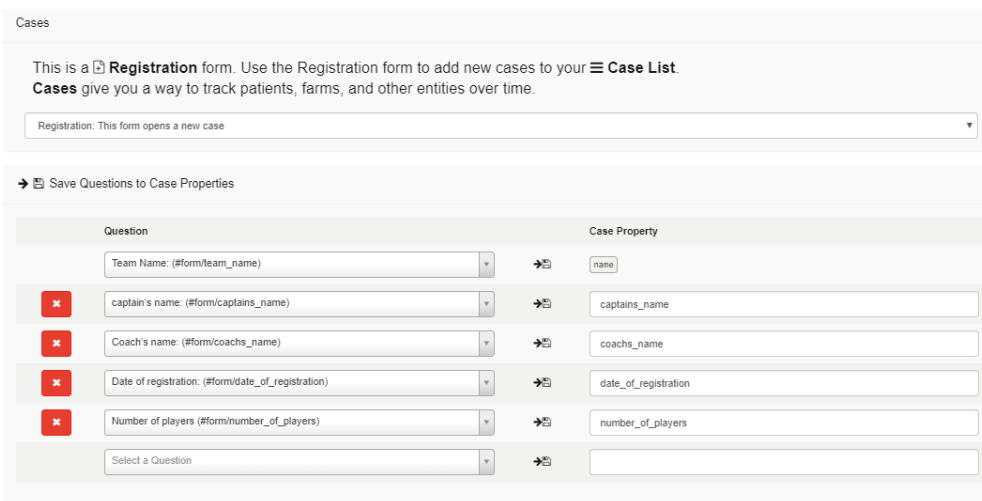 Cases
This is a Registration form. Use the Registration form to add new cases to your Case List.
Cases give you a way to track patients, farms, and other entities over time.
Registration: This form opens a new case
Save Questions to Case Properties
Question Case Property
Team Name: (#form/team_name) name
captain's name: (#form/captains_name) captains_name
Coach's name: (#form/coachs_name) coachs_name
Date of registration: (#form/date_of_registration) date_of_registration
Number of players (#form/number_of_players) number_of_players
Select a Question